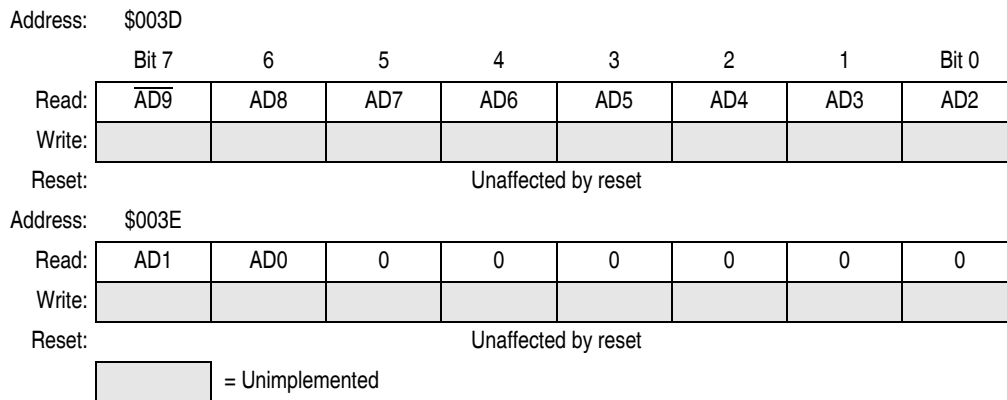 Address: $003D
Bit 7 6 5 4 3 2 1 Bit 0
Read: A̅D̅9̅ AD8 AD7 AD6 AD5 AD4 AD3 AD2
Write:
Reset: Unaffected by reset
Address: $003E
Read: AD1 AD0 0 0 0 0 0 0
Write:
Reset: Unaffected by reset
= Unimplemented